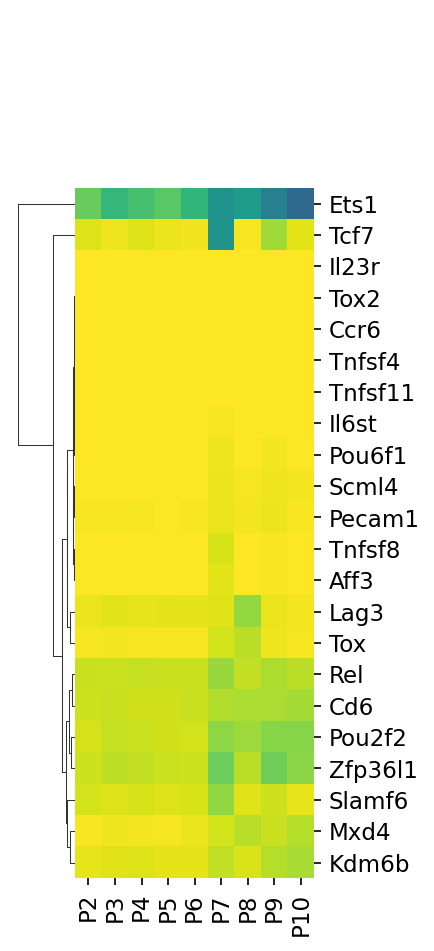 Ets1
Tcf7
Il23r
Tox2
Ccr6
Tnfsf4
Tnfsf11
Il6st
Pou6f1
Scml4
Pecam1
Tnfsf8
Aff3
Lag3
Tox
Rel
Cd6
Pou2f2
Zfp36l1
Slamf6
Mxd4
Kdm6b
P2 P3 P4 P5 P6 P7 P8 P9 P10